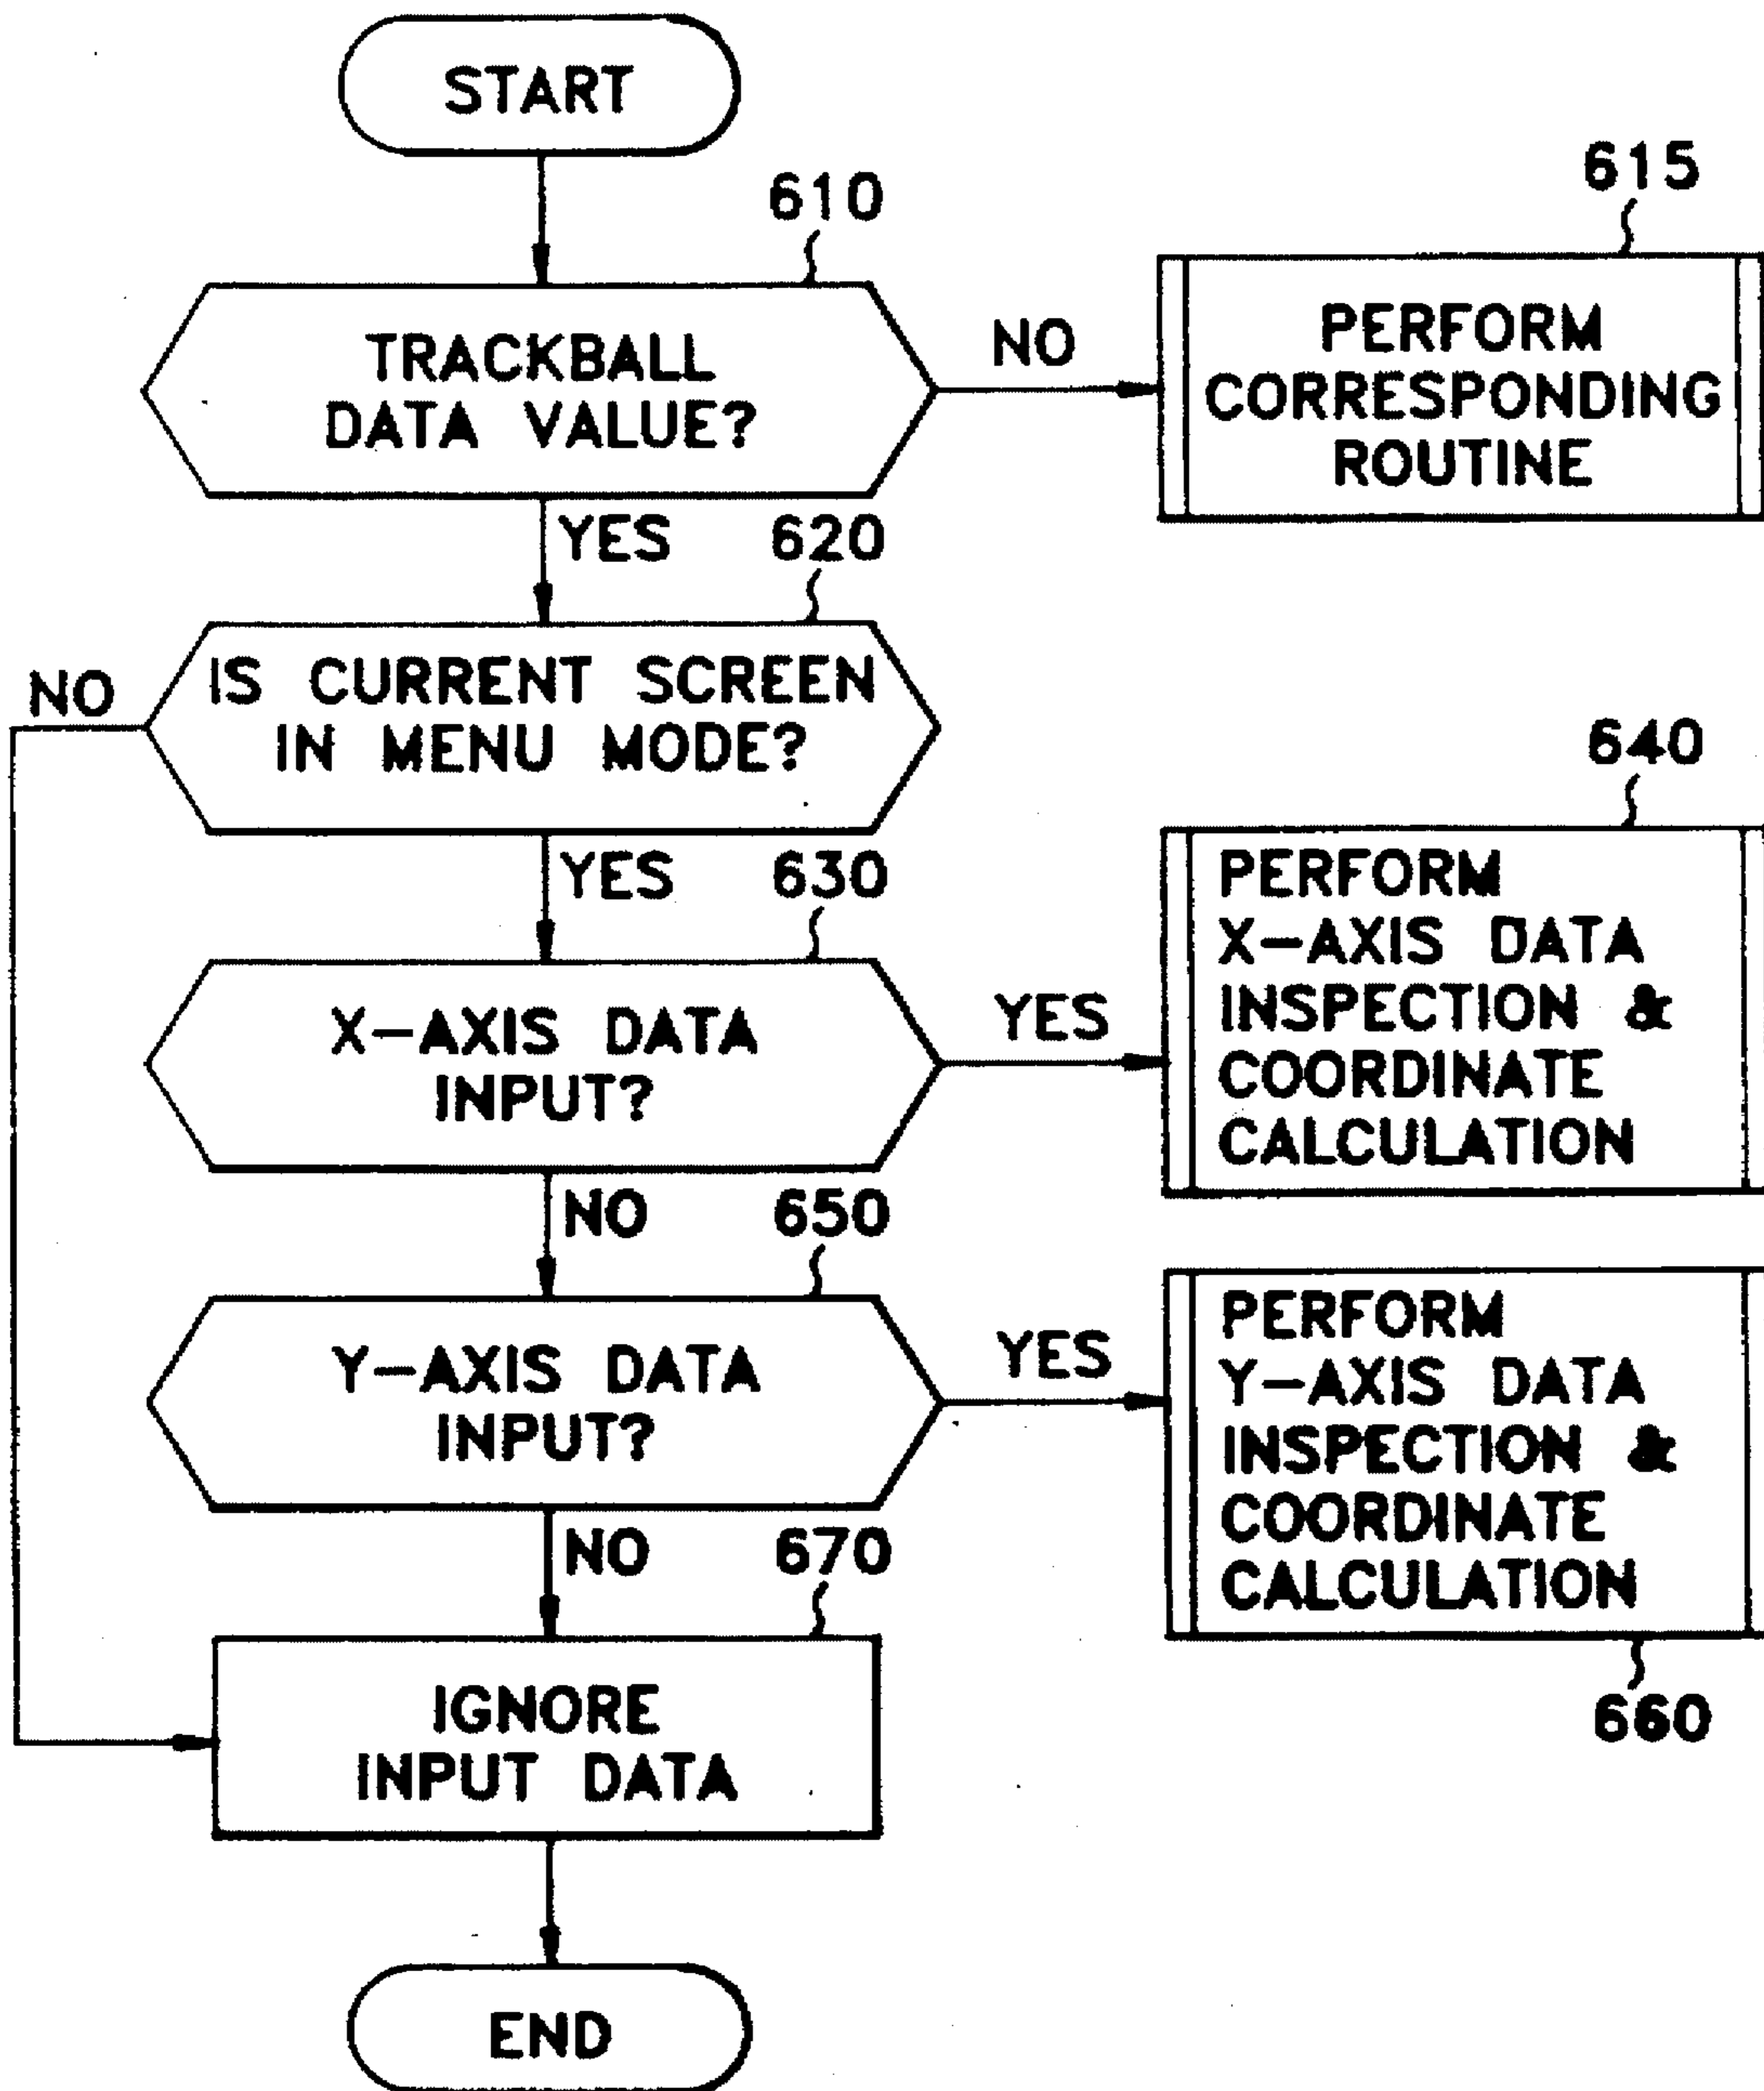 START
610
615
TRACKBALL
DATA VALUE?
NO
PERFORM
CORRESPONDING
ROUTINE
YES
620
NO
IS CURRENT SCREEN
IN MENU MODE?
YES
630
640
X-AXIS DATA
INPUT?
YES
PERFORM
X-AXIS DATA
INSPECTION &
COORDINATE
CALCULATION
NO
650
Y-AXIS DATA
INPUT?
YES
PERFORM
Y-AXIS DATA
INSPECTION &
COORDINATE
CALCULATION
660
NO
670
IGNORE
INPUT DATA
END